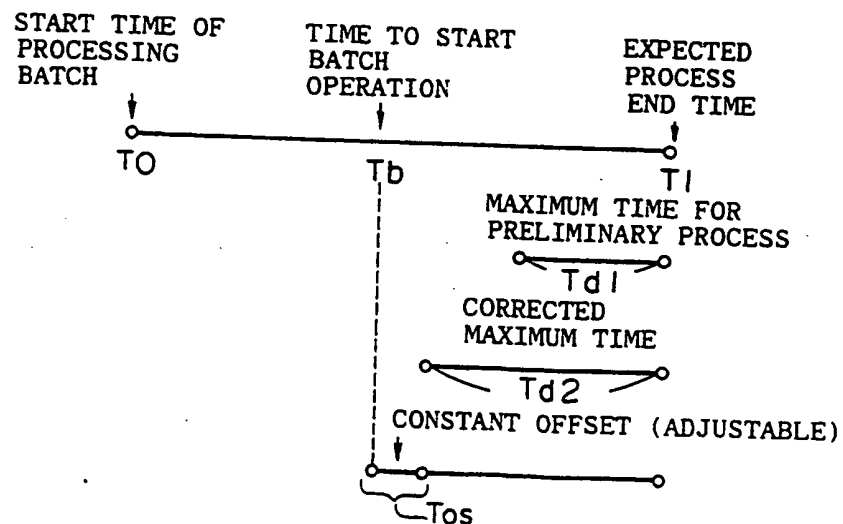 START TIME OF
PROCESSING
BATCH
TIME TO START
BATCH
OPERATION
EXPECTED
PROCESS
END TIME
TO
Tb
T1
MAXIMUM TIME FOR
PRELIMINARY PROCESS
Td1
CORRECTED
MAXIMUM TIME
Td2
CONSTANT OFFSET (ADJUSTABLE)
Tos